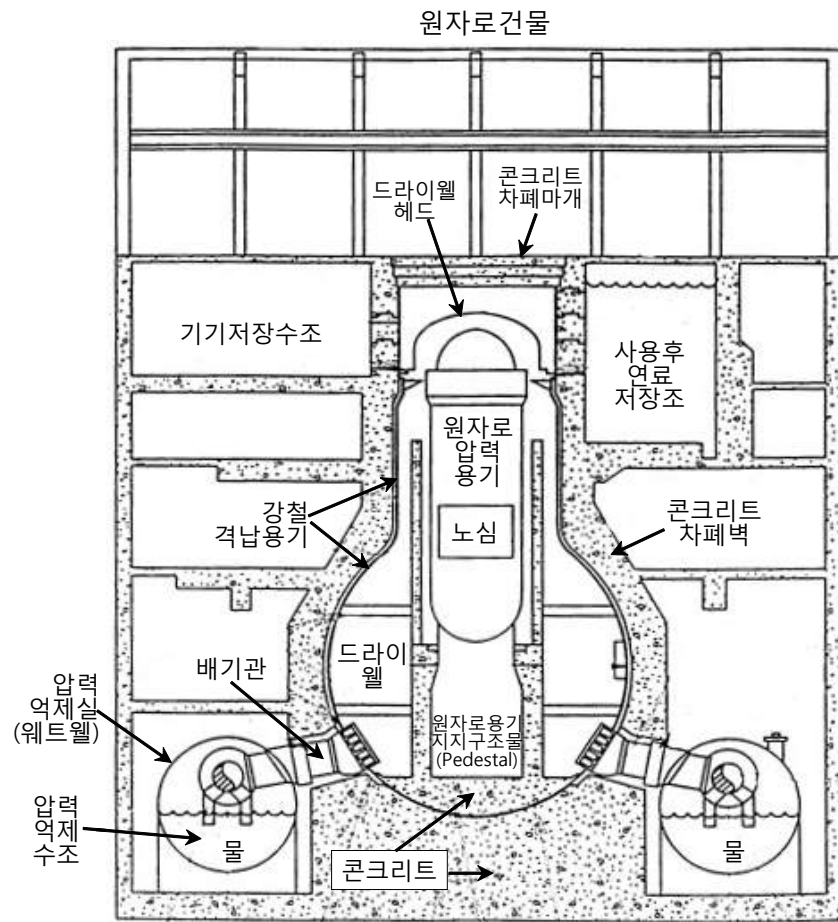 원자로건물
드라이웰
헤드
콘크리트
차폐마개
기기저장수조
사용후
연료
저장조
원자로
압력
용기
강철
격납용기
노심
콘크리트
차폐벽
드라이
웰
배기관
압력
억제실
(웨트웰)
원자로용기
지지구조물
(Pedestal)
압력
억제
수조
물
물
콘크리트